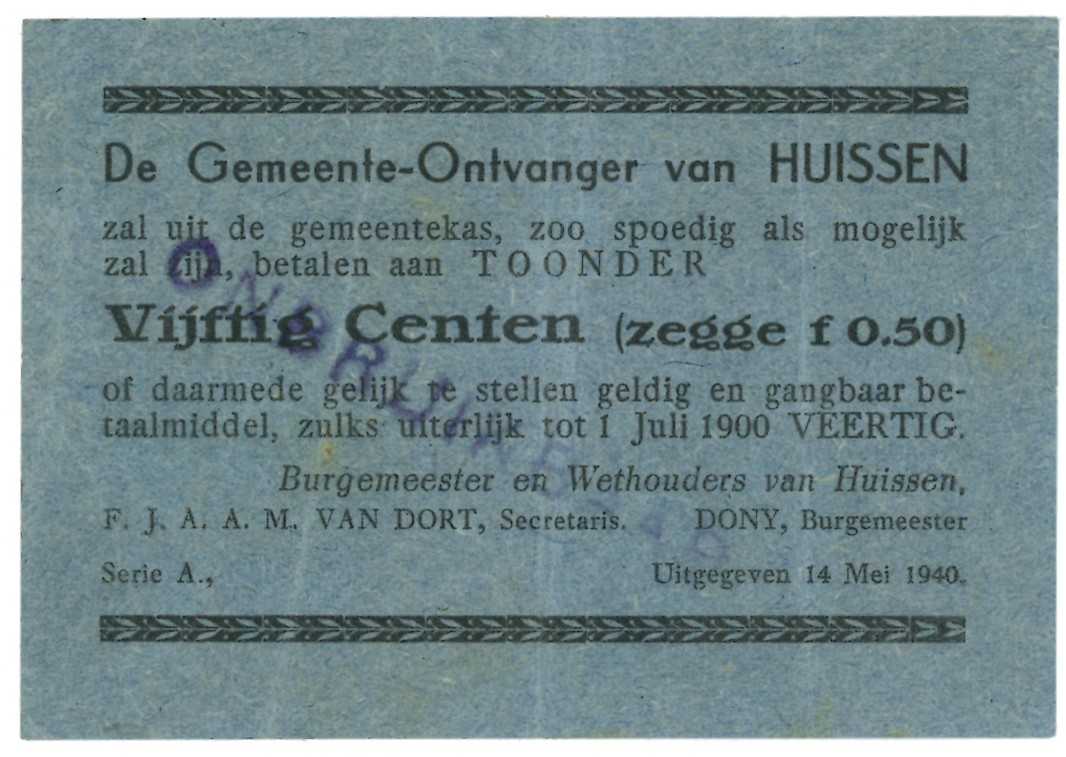 De Gemeente-Ontvanger van HUISSEN
zal uit de gemeentekas, zoo spoedig als mogelijk
zal zijn, betalen aan TOONDER
Vijftig Centen (zegge f 0.50)
of daarmede gelijk te stellen geldig en gangbaar be-
taalmiddel, zulks uiterlijk tot 1 Juli 1900 VEERTIG.
Burgemeester en Wethouders van Huissen,
F. J. A. A. M. VAN DORT, Secretaris. DONY, Burgemeester
Serie A., Uitgegeven 14 Mei 1940.
ONBRUIKBAAR